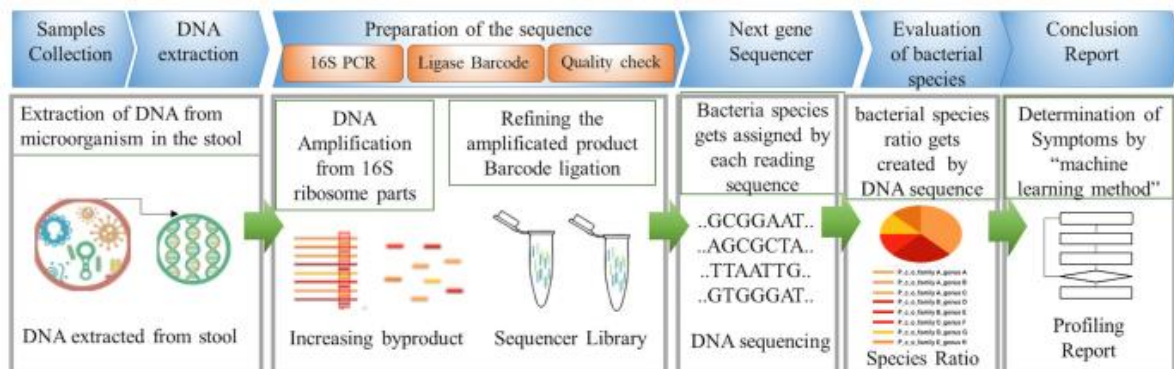 Samples
Collection
DNA
extraction
Preparation of the sequence
16S PCR
Ligase Barcode
Quality check
Next gene
Sequencer
Evaluation
of bacterial
species
Conclusion
Report
Extraction of DNA from
microorganism in the stool
DNA extracted from stool
DNA
Amplification
from 16S
ribosome parts
Increasing byproduct
Refining the
amplificated product
Barcode ligation
Sequencer Library
Bacteria species
gets assigned by
each reading
sequence
..GCGGAAT..
..AGCGCTA..
..TTAATTG..
..GTGGGAT..
DNA sequencing
bacterial species
ratio gets
created by
DNA sequence
Species Ratio
Determination of
Symptoms by
“machine
learning method”
Profiling
Report